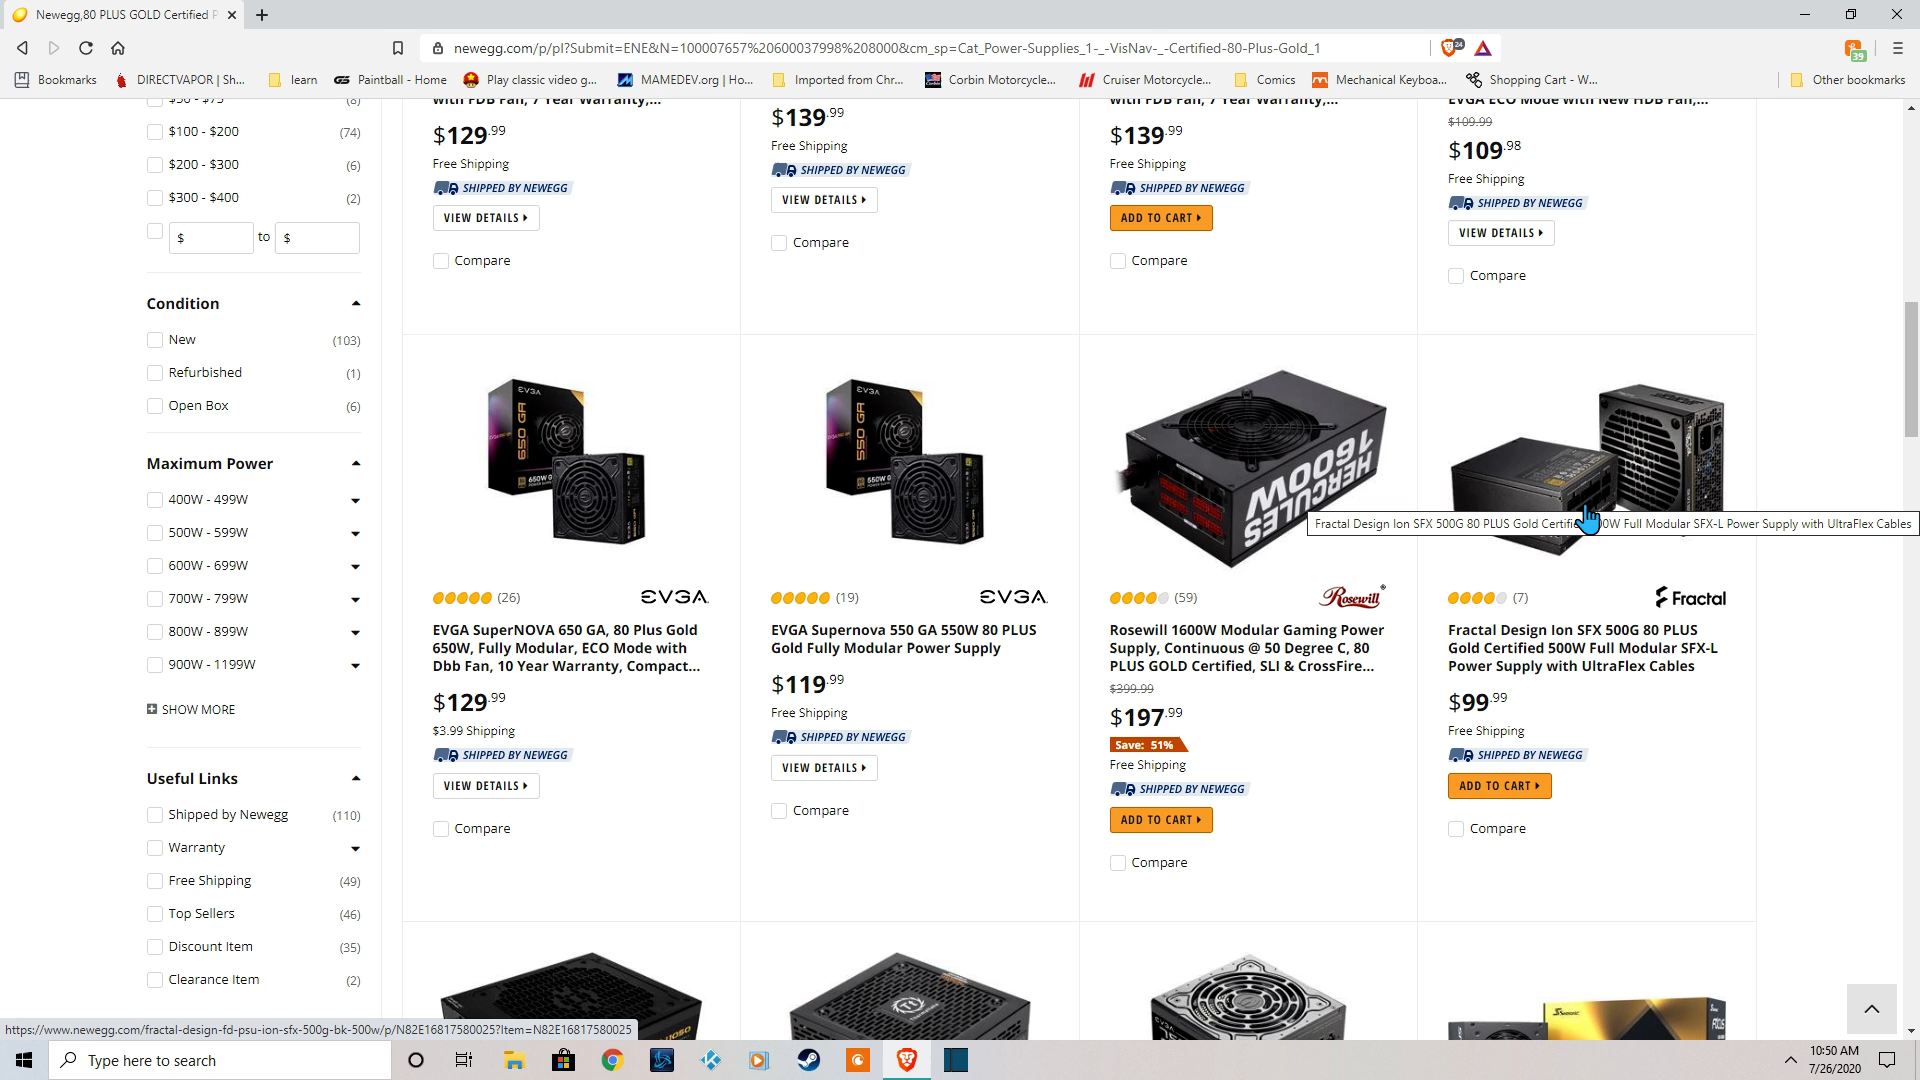 Newegg,80 PLUS GOLD Certified P
newegg.com/p/pl?Submit=ENE&N=100007657%20600037998%208000&cm_sp=Cat_Power-Supplies_1-_-VisNav-_-Certified-80-Plus-Gold_1
24
39
Bookmarks
DIRECTVAPOR | Sh...
learn
Paintball - Home
Play classic video g...
MAMEDEV.org | Ho...
Imported from Chr...
Corbin Motorcycle...
Cruiser Motorcycle...
Comics
Mechanical Keyboa...
Shopping Cart - W...
Other bookmarks
$50 - $75 (8)
$100 - $200 (74)
$200 - $300 (6)
$300 - $400 (2)
$ to $
Condition
New (103)
Refurbished (1)
Open Box (6)
Maximum Power
400W - 499W
500W - 599W
600W - 699W
700W - 799W
800W - 899W
900W - 1199W
SHOW MORE
Useful Links
Shipped by Newegg (110)
Warranty
Free Shipping (49)
Top Sellers (46)
Discount Item (35)
Clearance Item (2)
with FDB Fan, 7 Year Warranty,...
$129.99
Free Shipping
SHIPPED BY NEWEGG
VIEW DETAILS
Compare
$139.99
Free Shipping
SHIPPED BY NEWEGG
VIEW DETAILS
Compare
with FDB Fan, 7 Year Warranty,...
$139.99
Free Shipping
SHIPPED BY NEWEGG
ADD TO CART
Compare
EVGA ECO Mode with New HDB Fan,...
$109.99
$109.98
Free Shipping
SHIPPED BY NEWEGG
VIEW DETAILS
Compare
EVGA
650 GA
650W
(26)
EVGA
EVGA SuperNOVA 650 GA, 80 Plus Gold
650W, Fully Modular, ECO Mode with
Dbb Fan, 10 Year Warranty, Compact...
$129.99
$3.99 Shipping
SHIPPED BY NEWEGG
VIEW DETAILS
Compare
EVGA
550 GA
(19)
EVGA
EVGA Supernova 550 GA 550W 80 PLUS
Gold Fully Modular Power Supply
$119.99
Free Shipping
SHIPPED BY NEWEGG
VIEW DETAILS
Compare
HERCULES
1600W
(59)
Rosewill
Rosewill 1600W Modular Gaming Power
Supply, Continuous @ 50 Degree C, 80
PLUS GOLD Certified, SLI & CrossFire...
$399.99
$197.99
Save: 51%
Free Shipping
SHIPPED BY NEWEGG
ADD TO CART
Compare
Fractal Design Ion SFX 500G 80 PLUS Gold Certifi 00W Full Modular SFX-L Power Supply with UltraFlex Cables
(7)
Fractal
Fractal Design Ion SFX 500G 80 PLUS
Gold Certified 500W Full Modular SFX-L
Power Supply with UltraFlex Cables
$99.99
Free Shipping
SHIPPED BY NEWEGG
ADD TO CART
Compare
https://www.newegg.com/fractal-design-fd-psu-ion-sfx-500g-bk-500w/p/N82E16817580025?Item=N82E16817580025
Type here to search
10:50 AM
7/26/2020